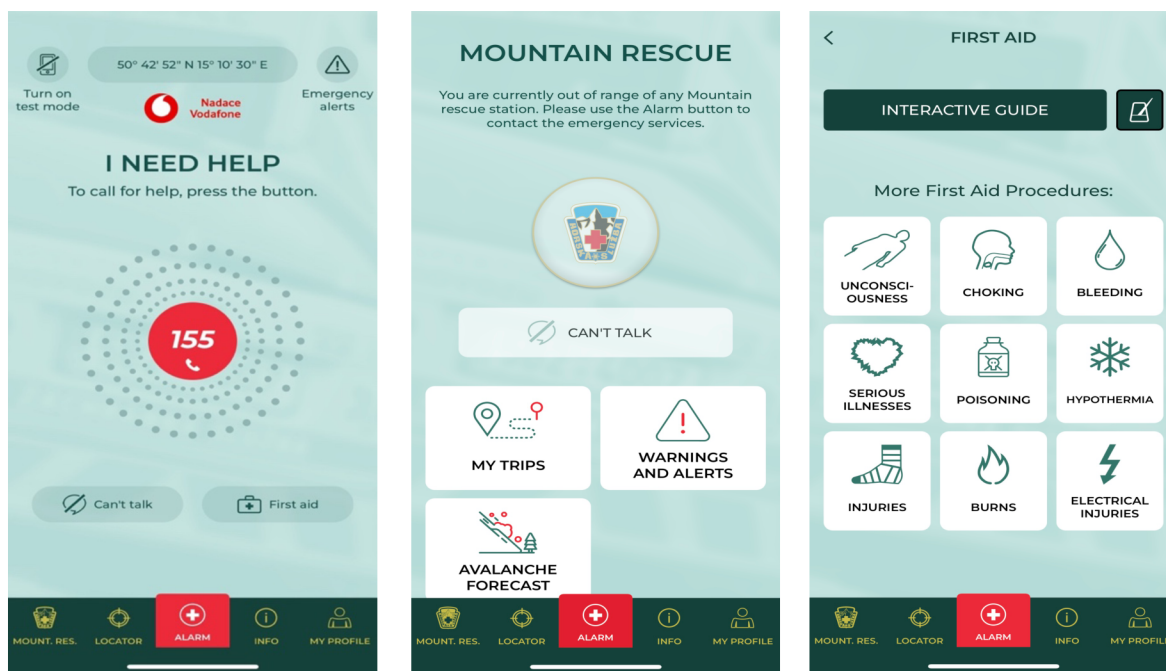 50° 42' 52" N 15° 10' 30" E
Turn on
test mode
Nadace
Vodafone
Emergency
alerts
I NEED HELP
To call for help, press the button.
155
Can't talk
First aid
MOUNT. RES.
LOCATOR
ALARM
INFO
MY PROFILE
MOUNTAIN RESCUE
You are currently out of range of any Mountain
rescue station. Please use the Alarm button to
contact the emergency services.
HORSKÁ
SLUŽBA
CAN'T TALK
MY TRIPS
WARNINGS
AND ALERTS
AVALANCHE
FORECAST
MOUNT. RES.
LOCATOR
ALARM
INFO
MY PROFILE
FIRST AID
INTERACTIVE GUIDE
More First Aid Procedures:
UNCONSCI-
OUSNESS
CHOKING
BLEEDING
SERIOUS
ILLNESSES
POISONING
HYPOTHERMIA
INJURIES
BURNS
ELECTRICAL
INJURIES
MOUNT. RES.
LOCATOR
ALARM
INFO
MY PROFIL